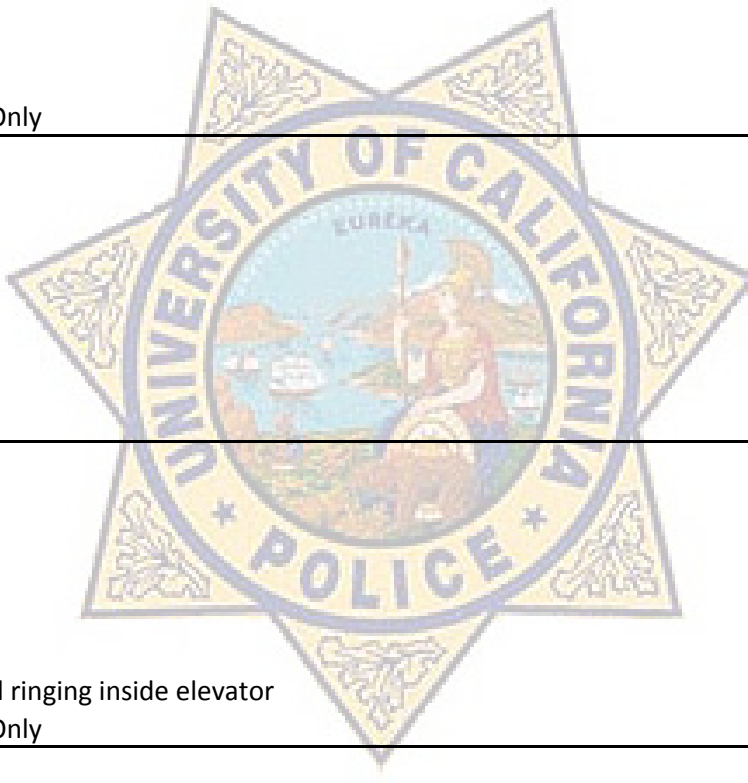 Only
UNIVERSITY OF CALIFORNIA
EUREKA
POLICE
ringing inside elevator
Only